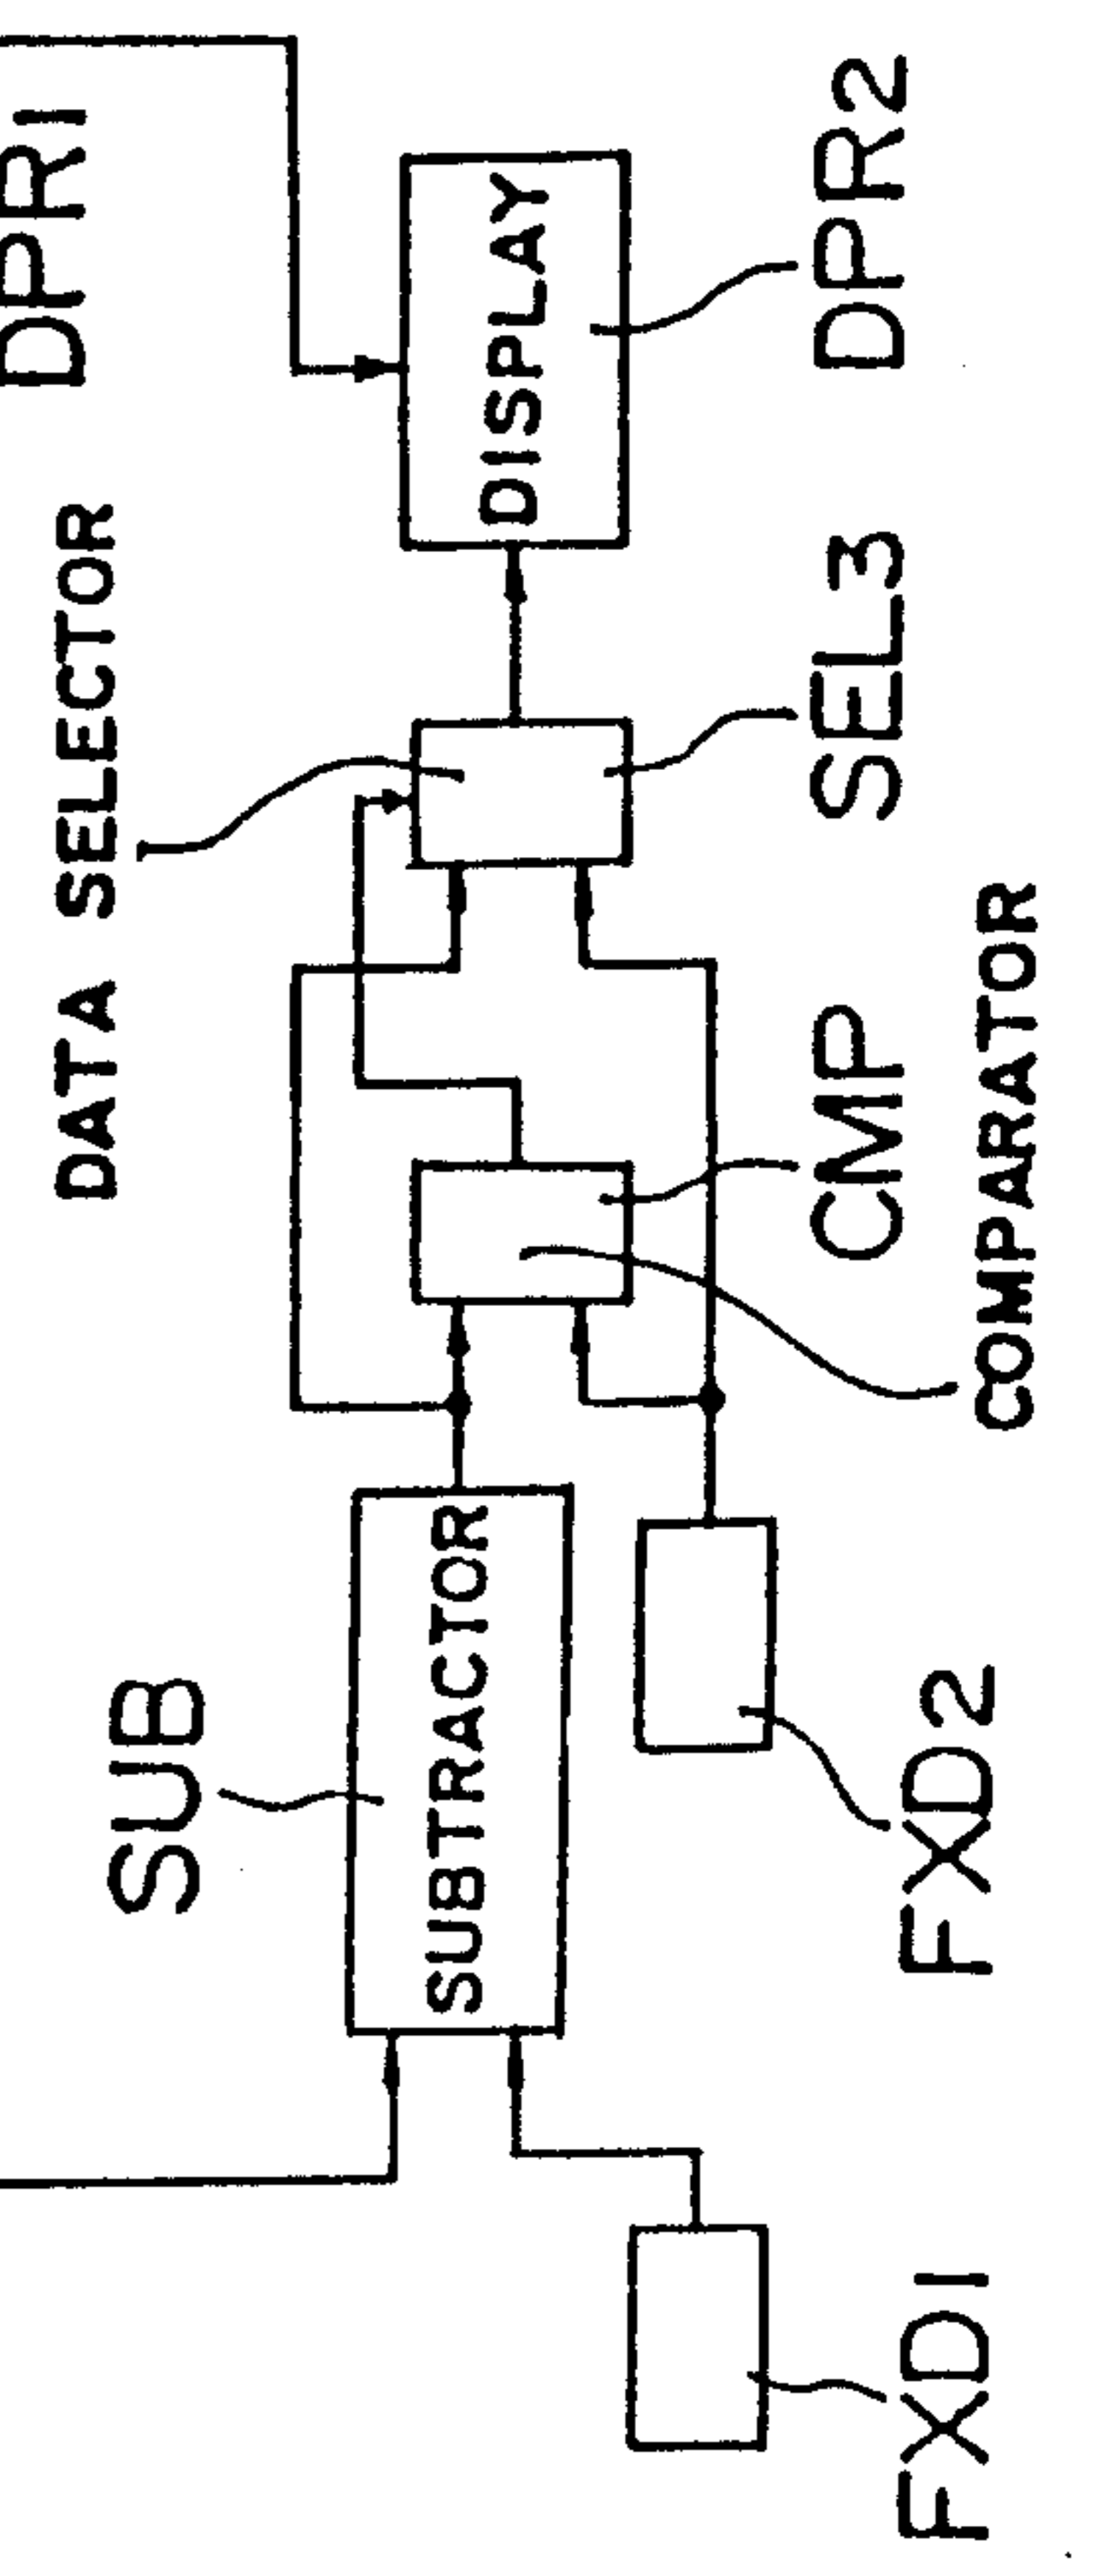 DPR1
DATA SELECTOR
SUB
DISPLAY
SUBTRACTOR
DPR2
SEL3
CMP
COMPARATOR
FXD2
FXD1